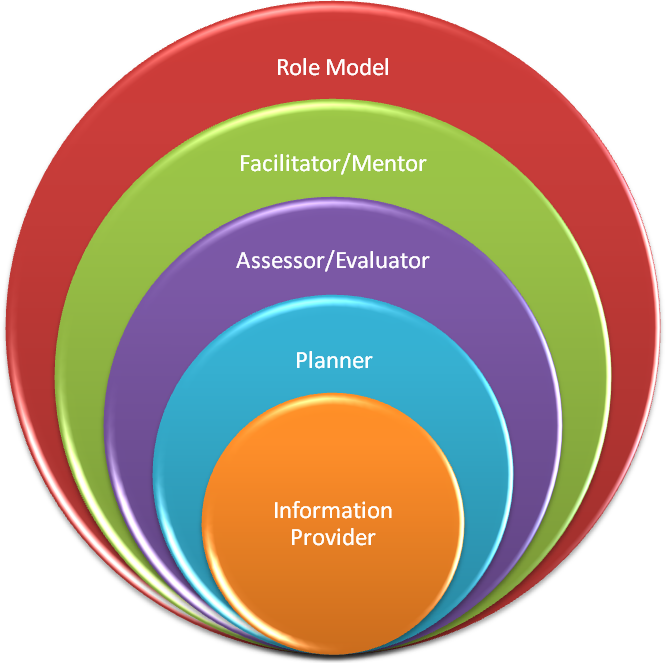 Role Model
Facilitator/Mentor
Assessor/Evaluator
Planner
Information
Provider